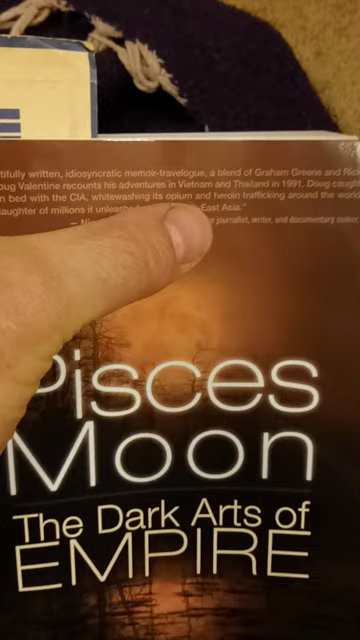 tifully written, idiosyncratic memoir-travelogue, a blend of Graham Greene and Rick
oug Valentine recounts his adventures in Vietnam and Thailand in 1991. Doug caught
n bed with the CIA, whitewashing its opium and heroin trafficking around the world
aughter of millions it unleashed East Asia."
journalist, writer, and documentary maker
Pisces
Moon
The Dark Arts of
EMPIRE